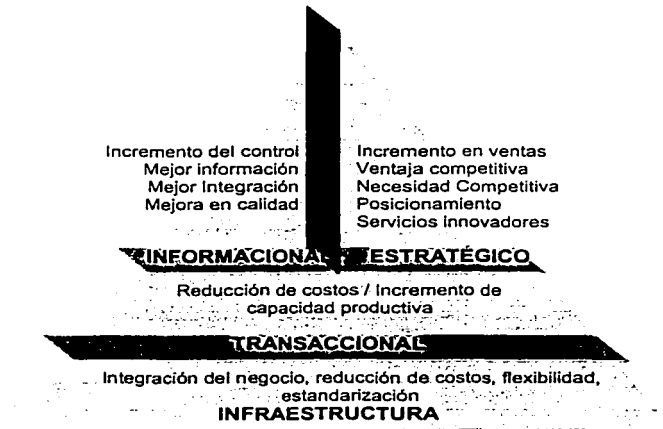 Incremento del control
Mejor información
Mejor Integración
Mejora en calidad
Incremento en ventas
Ventaja competitiva
Necesidad Competitiva
Posicionamiento
Servicios innovadores
INFORMACIONAL
ESTRATÉGICO
Reducción de costos / Incremento de
capacidad productiva
TRANSACCIONAL
Integración del negocio, reducción de costos, flexibilidad,
estandarización
INFRAESTRUCTURA